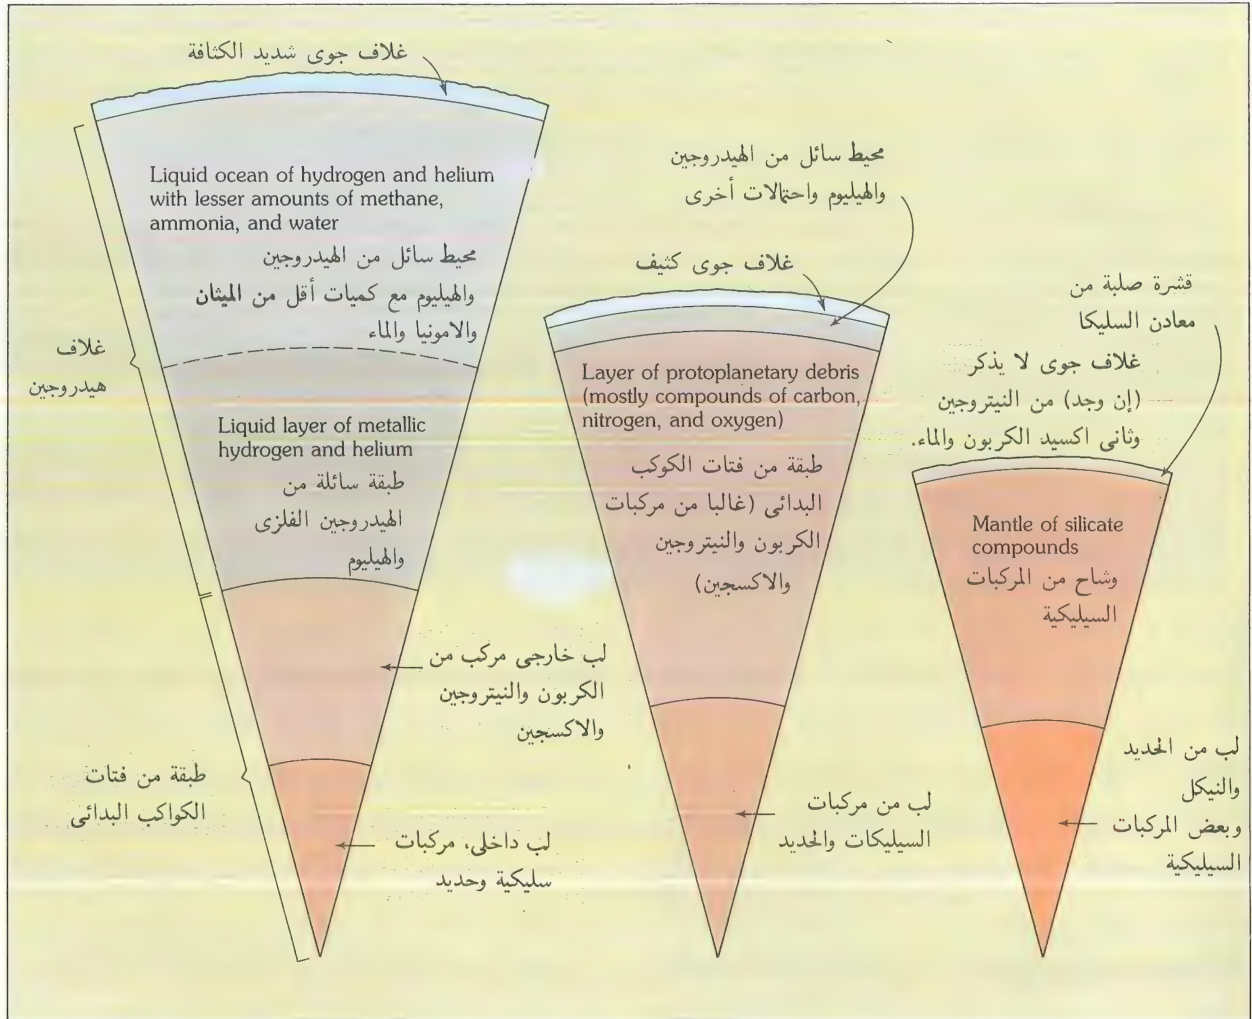 غلاف جوى شديد الكثافة
Liquid ocean of hydrogen and helium
with lesser amounts of methane,
ammonia, and water
محيط سائل من الهيدروجين
والهيليوم مع كميات أقل من الميثان
والامونيا والماء
غلاف
هيدروجين
Liquid layer of metallic
hydrogen and helium
طبقة سائلة من
الهيدروجين الفلزى
والهيليوم
لب خارجى مركب من
الكربون والنيتروجين
والاكسجين
طبقة من فتات
الكواكب البدائى
لب داخلى، مركبات
سليكية وحديد
محيط سائل من الهيدروجين
والهيليوم واحتمالات أخرى
غلاف جوى كثيف
Layer of protoplanetary debris
(mostly compounds of carbon,
nitrogen, and oxygen)
طبقة من فتات الكوكب
البدائى (غالبا من مركبات
الكربون والنيتروجين
والاكسجين)
لب من مركبات
السيليكات والحديد
قشرة صلبة من
معادن السليكا
غلاف جوى لا يذكر
(إن وجد) من النيتروجين
وثانى اكسيد الكربون والماء.
Mantle of silicate
compounds
وشاح من المركبات
السيليكية
لب من الحديد
والنيكل
وبعض المركبات
السيليكية